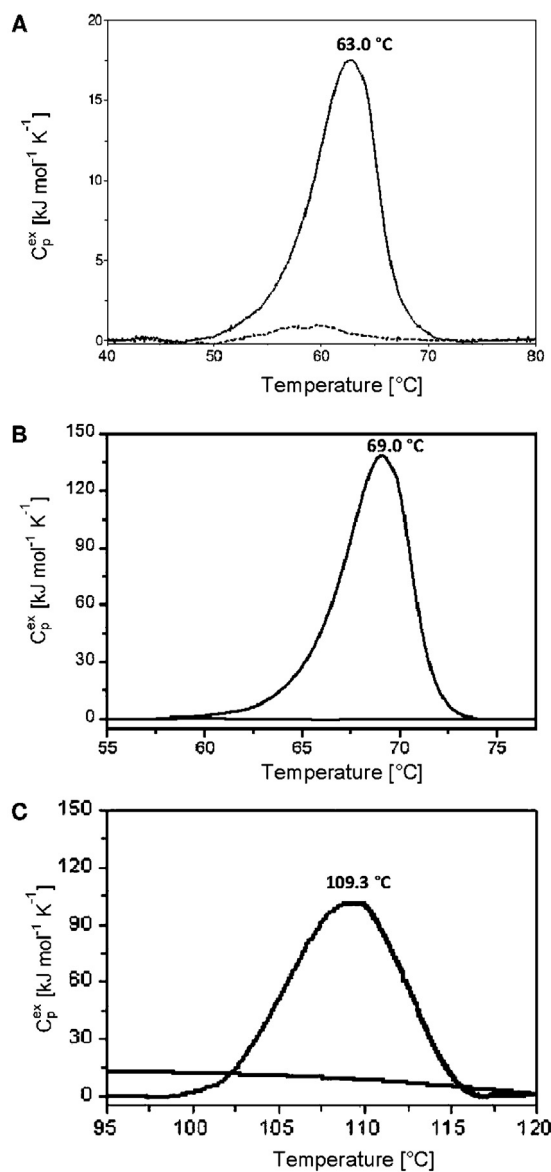 A
63.0 °C
20
15
10
5
0
C_p^ex [kJ mol⁻¹ K⁻¹]
40 50 60 70 80
Temperature [°C]
B
69.0 °C
150
120
90
60
30
0
C_p^ex [kJ mol⁻¹ K⁻¹]
55 60 65 70 75
Temperature [°C]
C
109.3 °C
150
120
90
60
30
0
C_p^ex [kJ mol⁻¹ K⁻¹]
95 100 105 110 115 120
Temperature [°C]